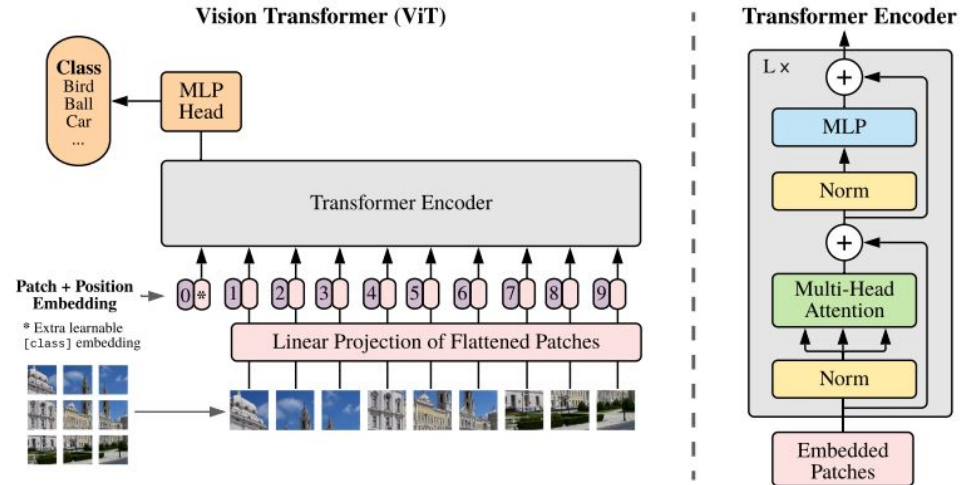 Vision Transformer (ViT)
Class
Bird
Ball
Car
...
MLP
Head
Transformer Encoder
Patch + Position
Embedding
* Extra learnable
[class] embedding
0 * 1 2 3 4 5 6 7 8 9
Linear Projection of Flattened Patches
Transformer Encoder
L x
+
MLP
Norm
+
Multi-Head
Attention
Norm
Embedded
Patches